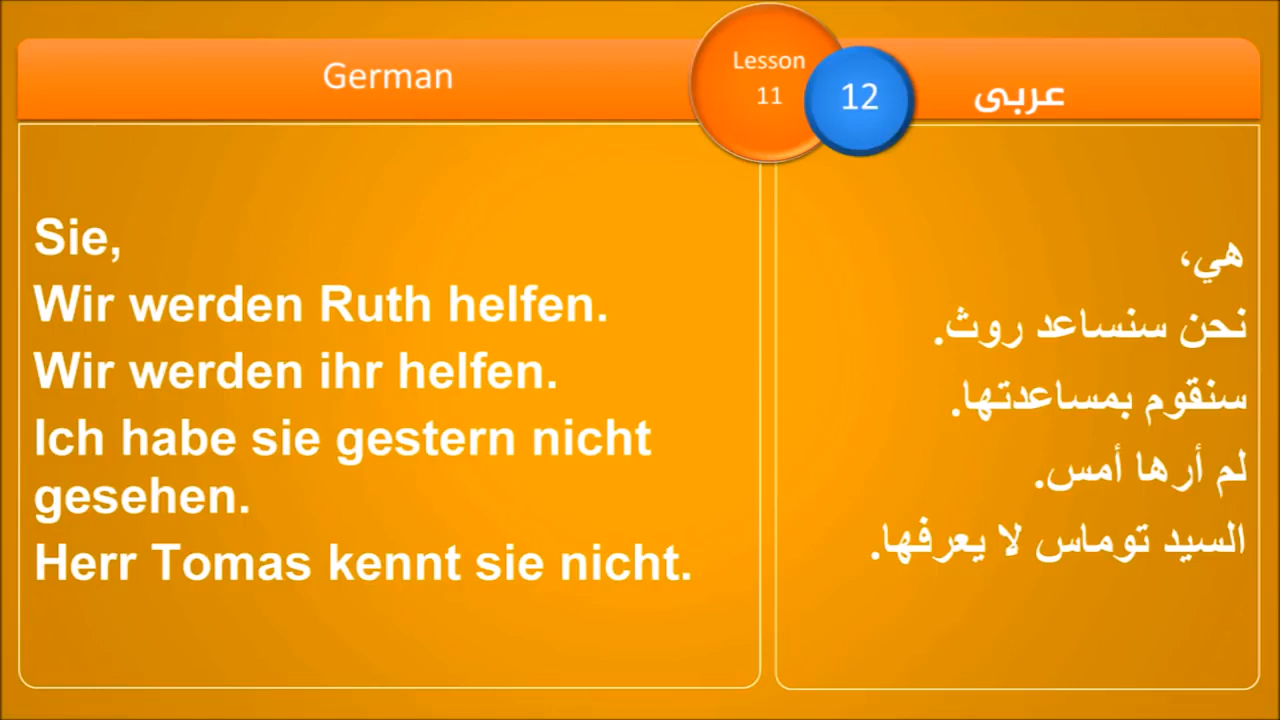 German
Lesson
11
12
عربى
Sie,
Wir werden Ruth helfen.
Wir werden ihr helfen.
Ich habe sie gestern nicht
gesehen.
Herr Tomas kennt sie nicht.
هي،
نحن سنساعد روث.
سنقوم بمساعدتها.
لم أرها أمس.
السيد توماس لا يعرفها.